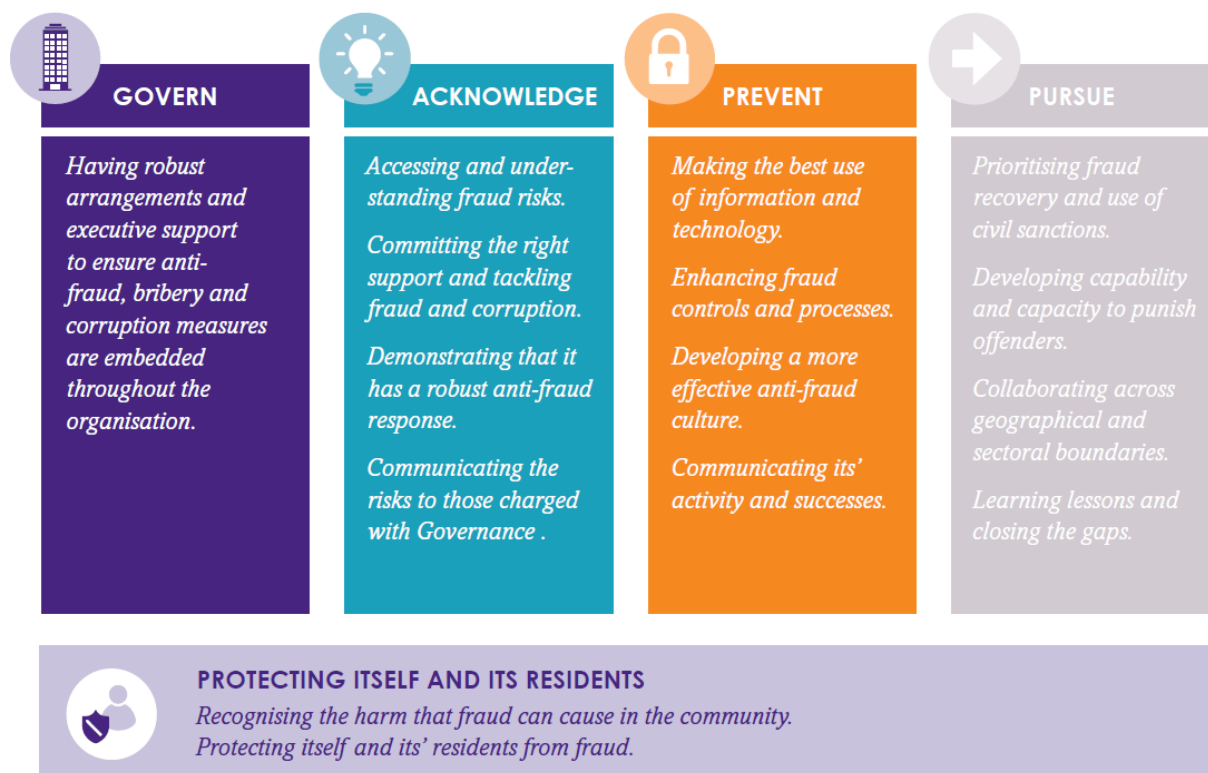 GOVERN
Having robust
arrangements and
executive support
to ensure anti-
fraud, bribery and
corruption measures
are embedded
throughout the
organisation.
ACKNOWLEDGE
Accessing and under-
standing fraud risks.
Committing the right
support and tackling
fraud and corruption.
Demonstrating that it
has a robust anti-fraud
response.
Communicating the
risks to those charged
with Governance .
PREVENT
Making the best use
of information and
technology.
Enhancing fraud
controls and processes.
Developing a more
effective anti-fraud
culture.
Communicating its’
activity and successes.
PURSUE
Prioritising fraud
recovery and use of
civil sanctions.
Developing capability
and capacity to punish
offenders.
Collaborating across
geographical and
sectoral boundaries.
Learning lessons and
closing the gaps.
PROTECTING ITSELF AND ITS RESIDENTS
Recognising the harm that fraud can cause in the community.
Protecting itself and its’ residents from fraud.